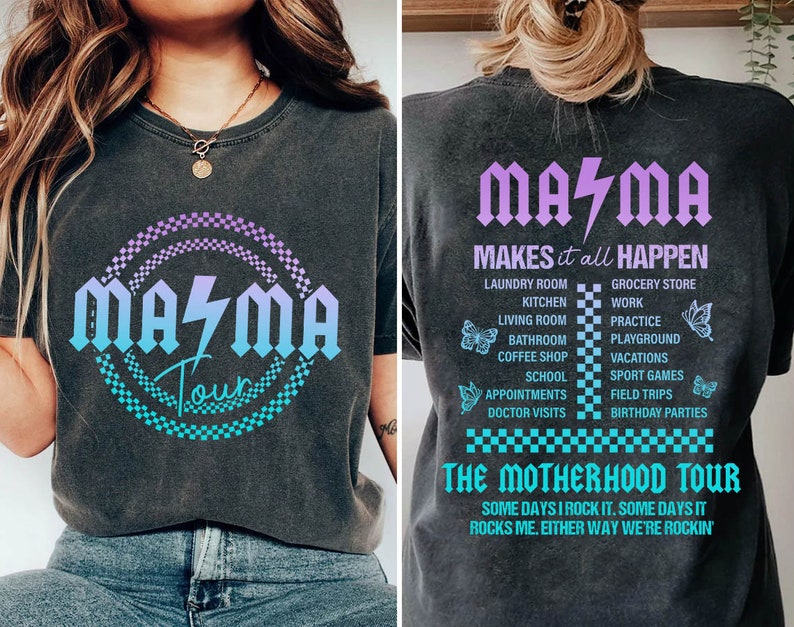 MAMA
Tour
MAMA
MAKES it all HAPPEN
LAUNDRY ROOM GROCERY STORE
KITCHEN WORK
LIVING ROOM PRACTICE
BATHROOM PLAYGROUND
COFFEE SHOP VACATIONS
SCHOOL SPORT GAMES
APPOINTMENTS FIELD TRIPS
DOCTOR VISITS BIRTHDAY PARTIES
THE MOTHERHOOD TOUR
SOME DAYS I ROCK IT. SOME DAYS IT
ROCKS ME. EITHER WAY WE'RE ROCKIN'